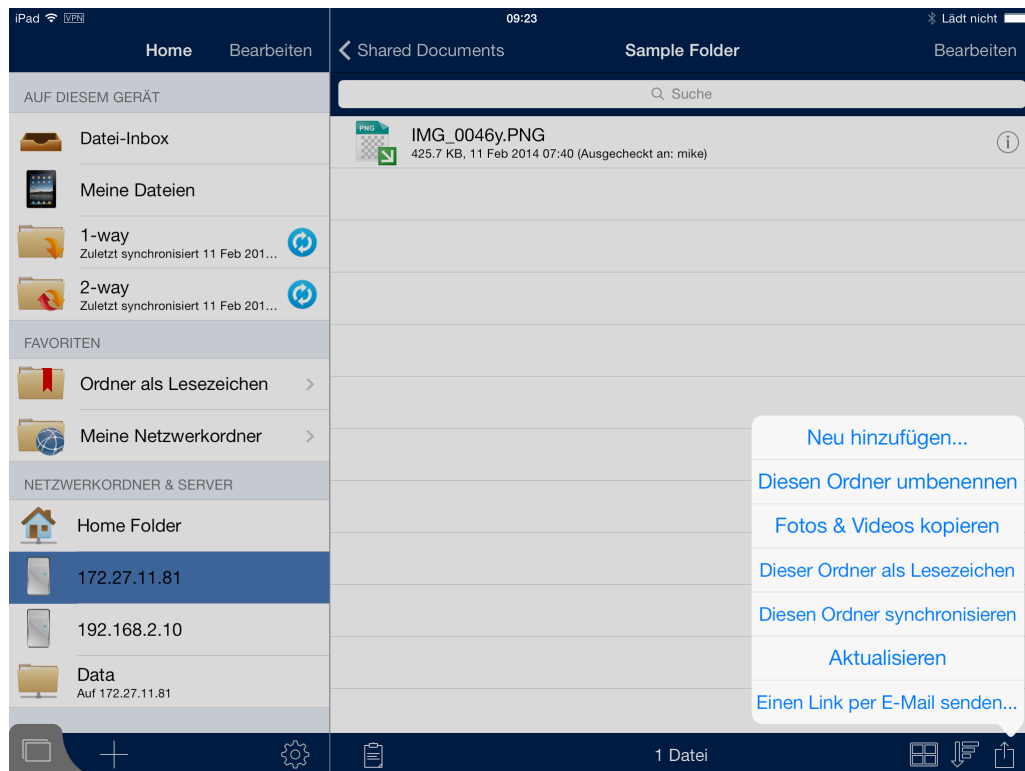 iPad VPN 09:23 Lädt nicht
Home Bearbeiten
Shared Documents Sample Folder Bearbeiten
AUF DIESEM GERÄT
Datei-Inbox
Meine Dateien
1-way
Zuletzt synchronisiert 11 Feb 201...
2-way
Zuletzt synchronisiert 11 Feb 201...
FAVORITEN
Ordner als Lesezeichen
Meine Netzwerkordner
NETZWERKORDNER & SERVER
Home Folder
172.27.11.81
192.168.2.10
Data
Auf 172.27.11.81
Suche
PNG
IMG_0046y.PNG
425.7 KB, 11 Feb 2014 07:40 (Ausgecheckt an: mike)
Neu hinzufügen...
Diesen Ordner umbenennen
Fotos & Videos kopieren
Dieser Ordner als Lesezeichen
Diesen Ordner synchronisieren
Aktualisieren
Einen Link per E-Mail senden...
1 Datei